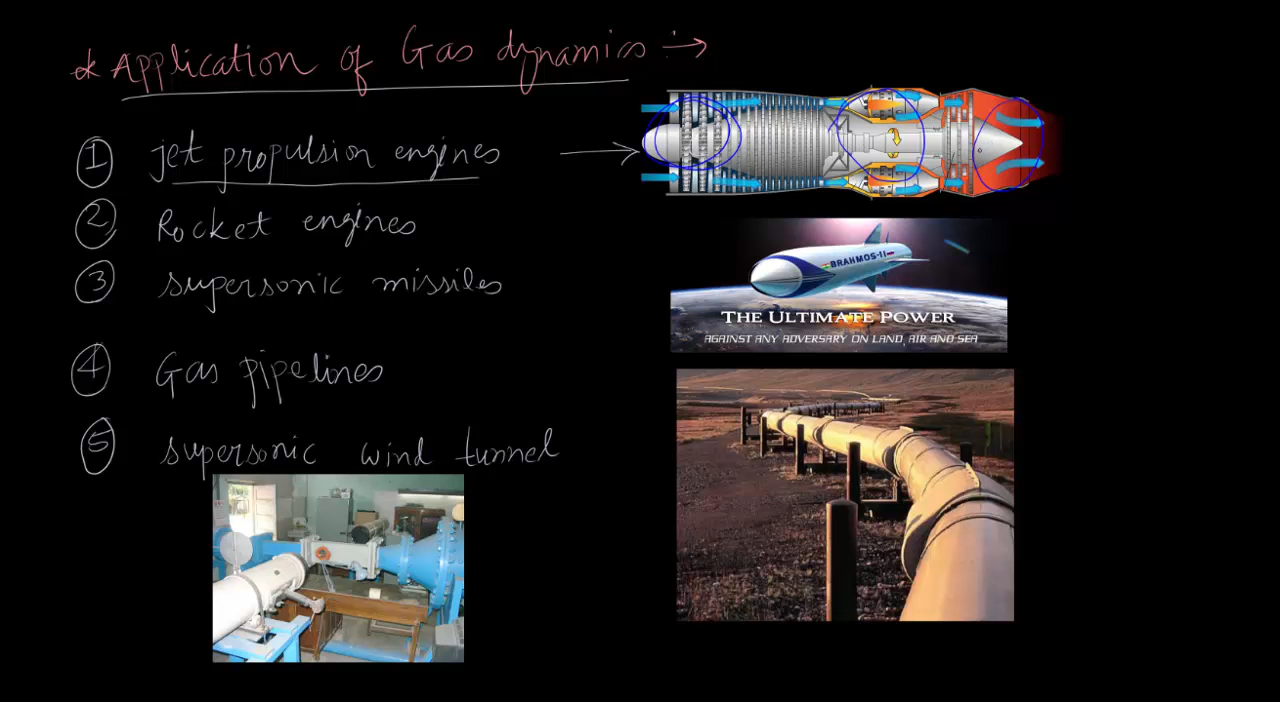 * Application of Gas dynamics :→
① jet propulsion engines →
② Rocket engines
③ supersonic missiles
BRAHMOS-II
THE ULTIMATE POWER
AGAINST ANY ADVERSARY ON LAND, AIR AND SEA
④ Gas pipelines
⑤ supersonic wind tunnel